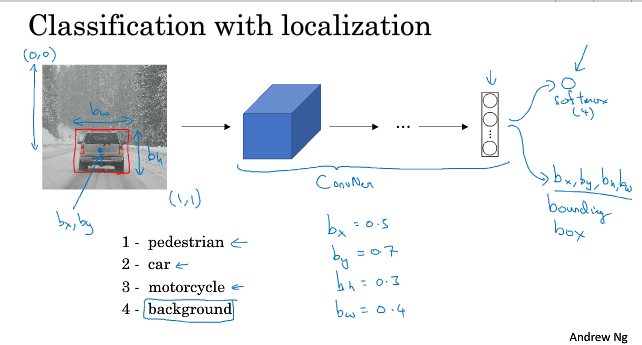 Classification with localization
(0,0)
bw
bh
softmax
(4)
ConvNet
bx, by, bh, bw
bounding
box
(1,1)
bx, by
1 - pedestrian
2 - car
3 - motorcycle
4 - background
bx = 0.5
by = 0.7
bh = 0.3
bw = 0.4
...
Andrew Ng